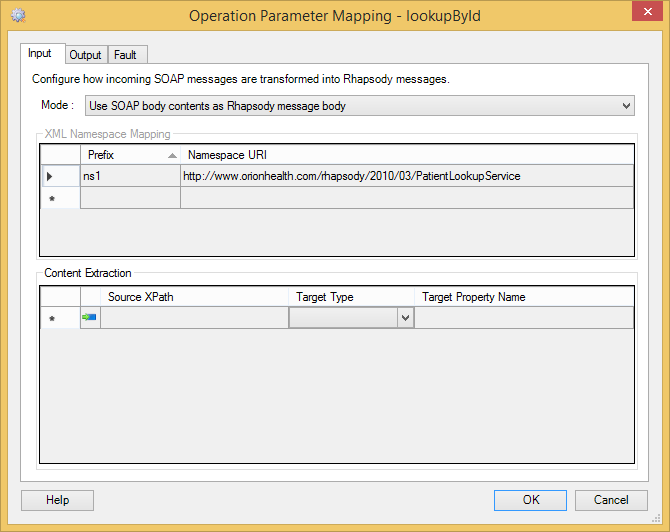 Operation Parameter Mapping - lookupById
Input Output Fault
Configure how incoming SOAP messages are transformed into Rhapsody messages.
Mode : Use SOAP body contents as Rhapsody message body
XML Namespace Mapping
Prefix Namespace URI
ns1 http://www.orionhealth.com/rhapsody/2010/03/PatientLookupService
*
Content Extraction
Source XPath Target Type Target Property Name
*
Help OK Cancel